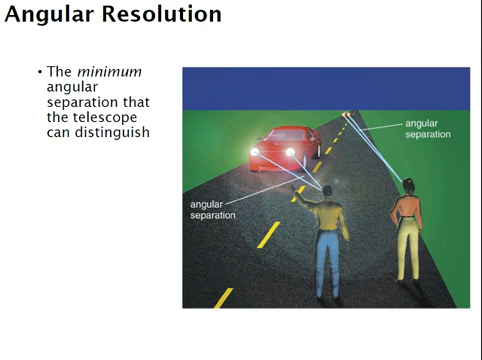 Angular Resolution
• The minimum
angular
separation that
the telescope
can distinguish
angular
separation
angular
separation